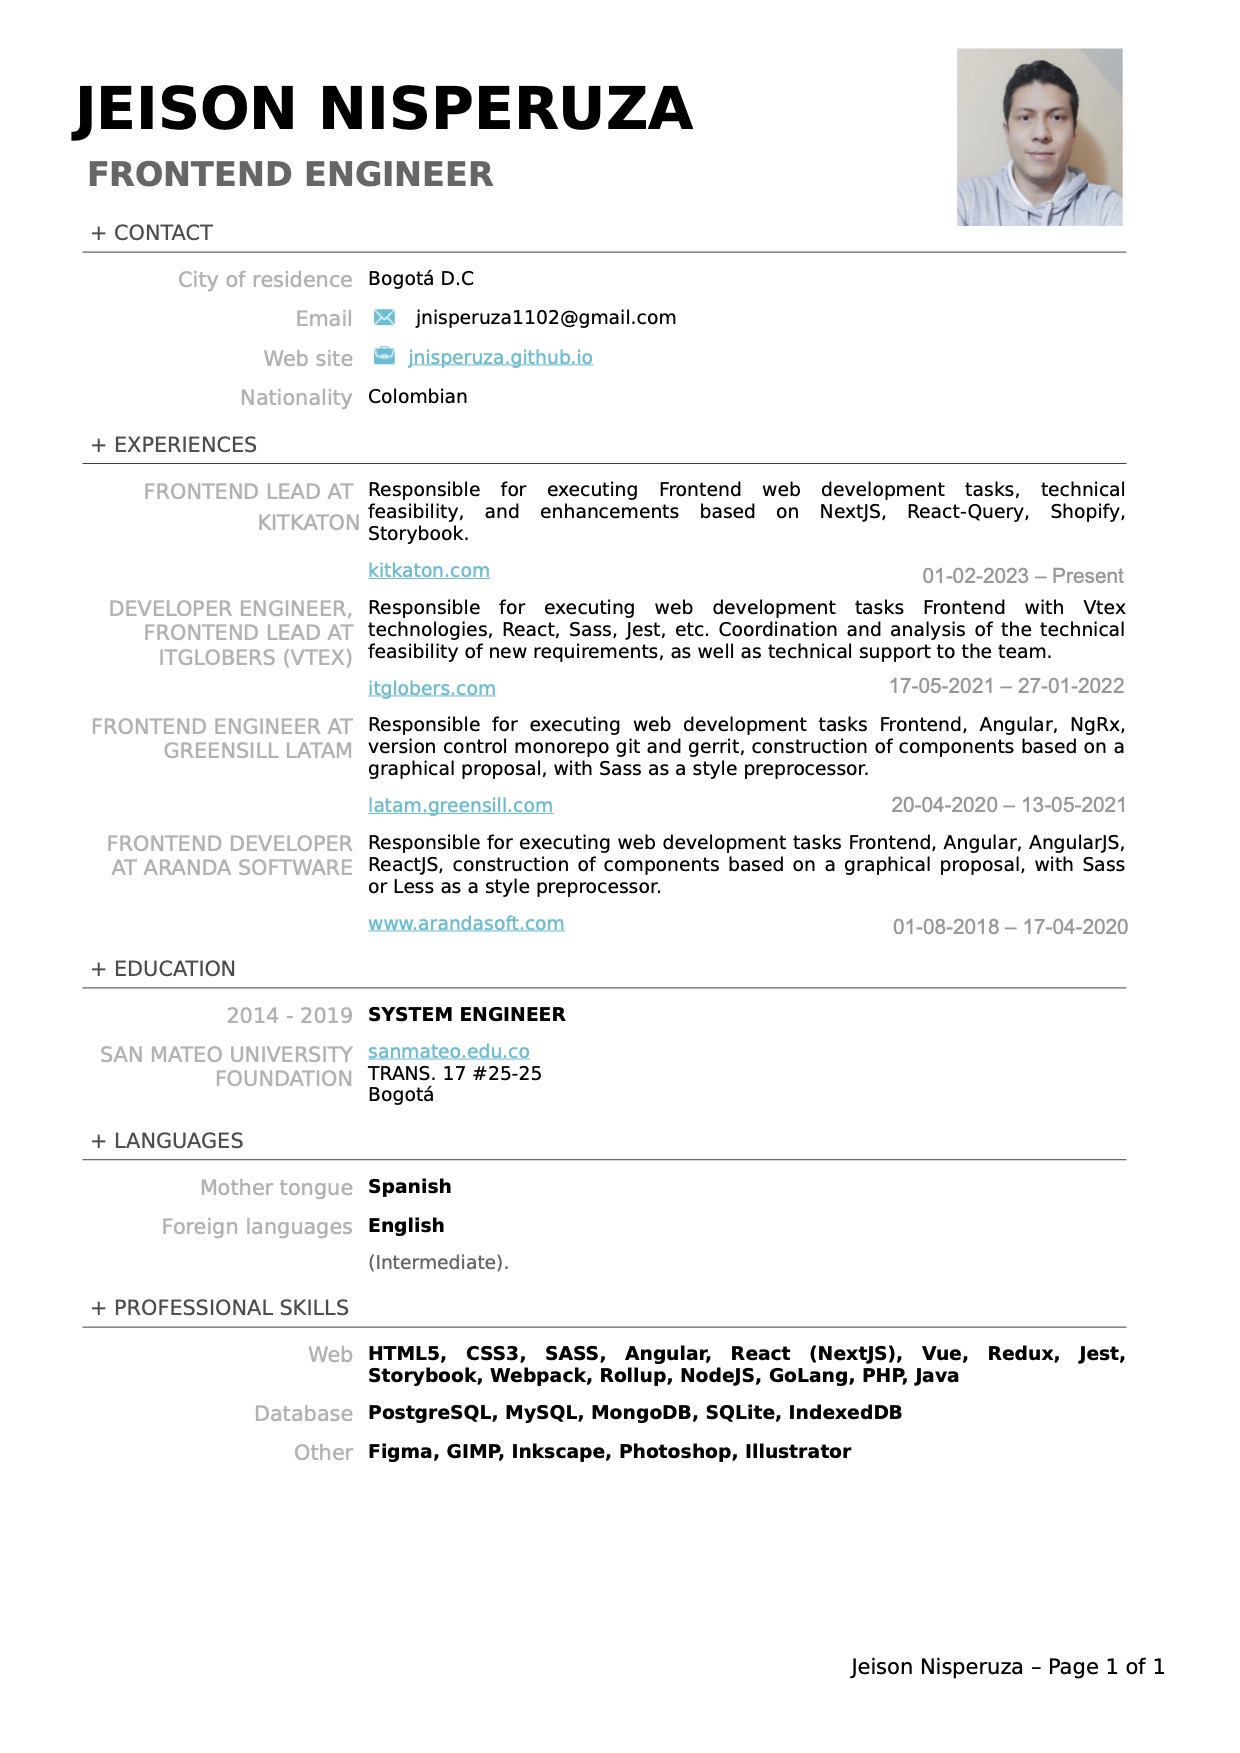 JEISON NISPERUZA
FRONTEND ENGINEER
+ CONTACT
City of residence Bogotá D.C
Email jnisperuza1102@gmail.com
Web site jnisperuza.github.io
Nationality Colombian
+ EXPERIENCES
FRONTEND LEAD AT
KITKATON
Responsible for executing Frontend web development tasks, technical
feasibility, and enhancements based on NextJS, React-Query, Shopify,
Storybook.
kitkaton.com 01-02-2023 – Present
DEVELOPER ENGINEER,
FRONTEND LEAD AT
ITGLOBERS (VTEX)
Responsible for executing web development tasks Frontend with Vtex
technologies, React, Sass, Jest, etc. Coordination and analysis of the technical
feasibility of new requirements, as well as technical support to the team.
itglobers.com 17-05-2021 – 27-01-2022
FRONTEND ENGINEER AT
GREENSILL LATAM
Responsible for executing web development tasks Frontend, Angular, NgRx,
version control monorepo git and gerrit, construction of components based on a
graphical proposal, with Sass as a style preprocessor.
latam.greensill.com 20-04-2020 – 13-05-2021
FRONTEND DEVELOPER
AT ARANDA SOFTWARE
Responsible for executing web development tasks Frontend, Angular, AngularJS,
ReactJS, construction of components based on a graphical proposal, with Sass
or Less as a style preprocessor.
www.arandasoft.com 01-08-2018 – 17-04-2020
+ EDUCATION
2014 - 2019 SYSTEM ENGINEER
SAN MATEO UNIVERSITY
FOUNDATION
sanmateo.edu.co
TRANS. 17 #25-25
Bogotá
+ LANGUAGES
Mother tongue Spanish
Foreign languages English
(Intermediate).
+ PROFESSIONAL SKILLS
Web HTML5, CSS3, SASS, Angular, React (NextJS), Vue, Redux, Jest,
Storybook, Webpack, Rollup, NodeJS, GoLang, PHP, Java
Database PostgreSQL, MySQL, MongoDB, SQLite, IndexedDB
Other Figma, GIMP, Inkscape, Photoshop, Illustrator
Jeison Nisperuza – Page 1 of 1